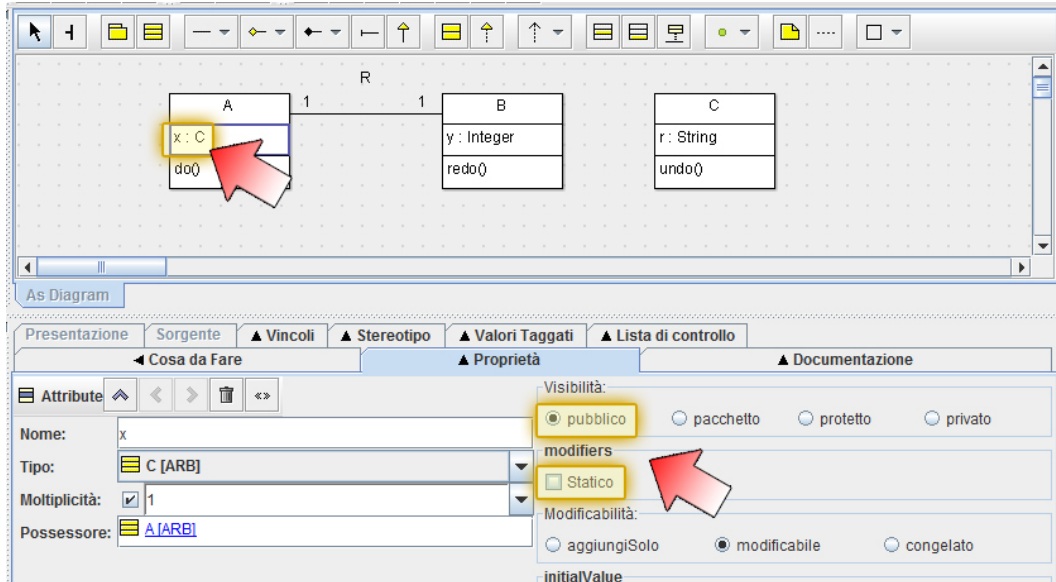 R
A
1
1
B
C
x : C
y : Integer
r : String
do()
redo()
undo()
As Diagram
Presentazione Sorgente ▲ Vincoli ▲ Stereotipo ▲ Valori Taggati ▲ Lista di controllo
◄ Cosa da Fare ▲ Proprietà ▲ Documentazione
Attribute
Nome: x
Tipo: C [ARB]
Moltiplicità: 1
Possessore: A [ARB]
Visibilità:
pubblico pacchetto protetto privato
modifiers
Statico
Modificabilità:
aggiungiSolo modificabile congelato
initialValue